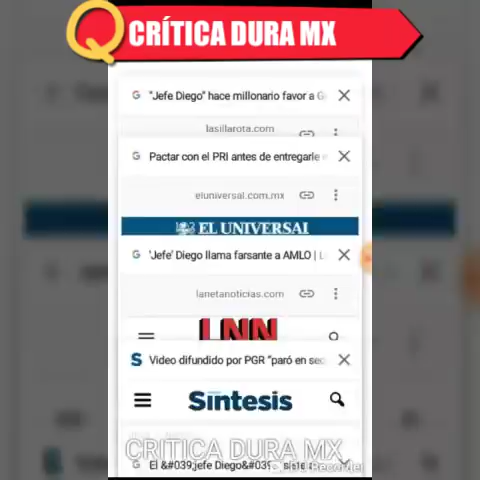 CRÍTICA DURA MX
"Jefe Diego" hace millonario favor a G
lasillarota.com
Pactar con el PRI antes de entregarle
eluniversal.com.mx
EL UNIVERSAL
'Jefe' Diego llama farsante a AMLO |
lanetanoticias.com
LNN
S Video difundido por PGR "paró en sec
Síntesis
CRITICA DURA MX
El &#039;jefe Diego&#039